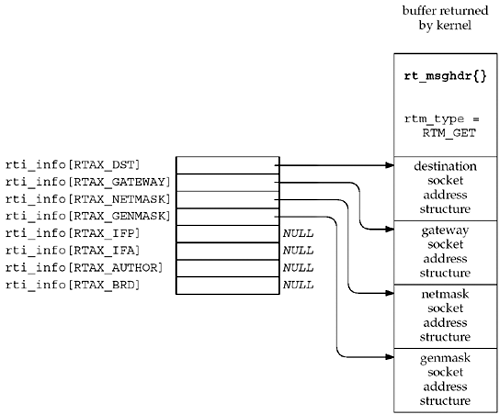 buffer returned
by kernel
rt_msghdr{}
rtm_type =
RTM_GET
rti_info[RTAX_DST]
rti_info[RTAX_GATEWAY]
rti_info[RTAX_NETMASK]
rti_info[RTAX_GENMASK]
rti_info[RTAX_IFP]
NULL
rti_info[RTAX_IFA]
NULL
rti_info[RTAX_AUTHOR]
NULL
rti_info[RTAX_BRD]
NULL
destination
socket
address
structure
gateway
socket
address
structure
netmask
socket
address
structure
genmask
socket
address
structure